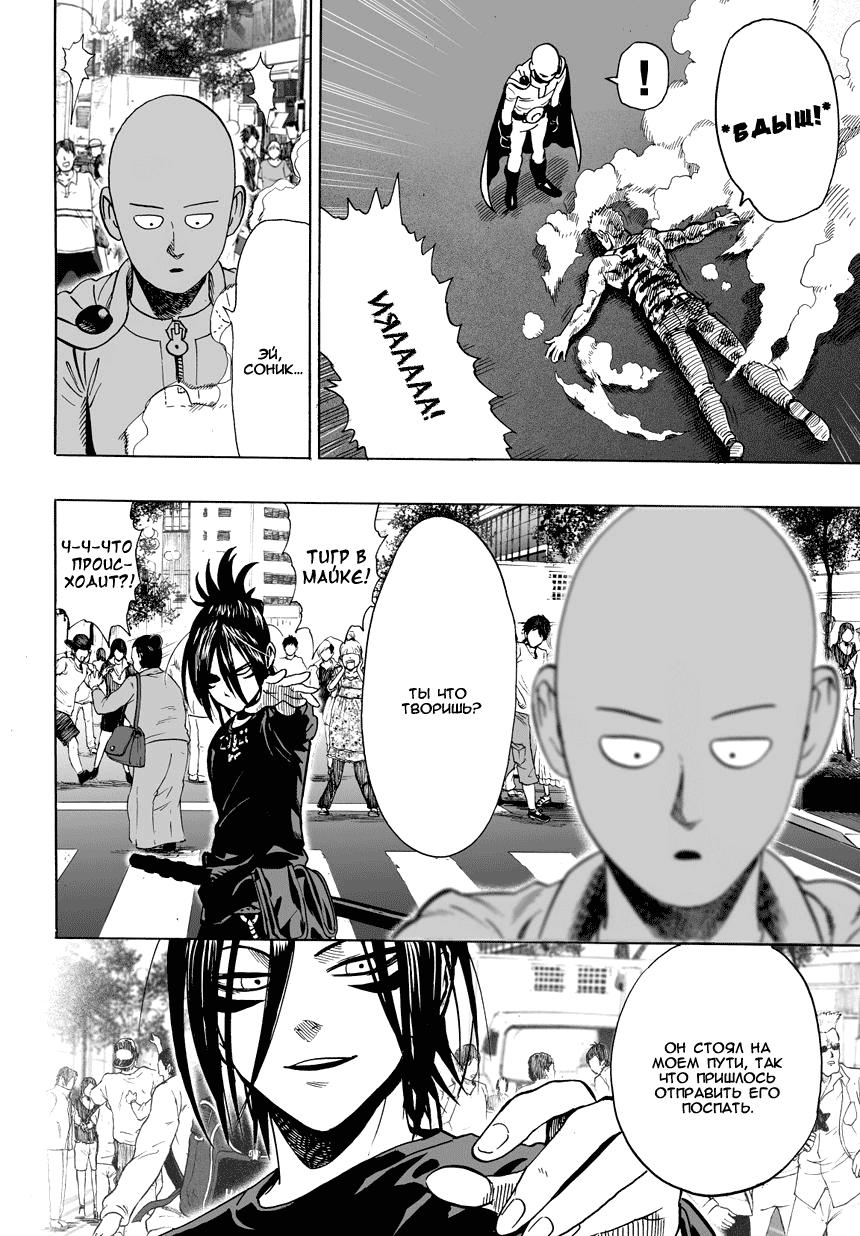 *БДЫЩ!*
!
ИЯААААА!
ЭЙ,
СОНИК...
ТЫ ЧТО
ТВОРИШЬ?
ТИГР В
МАЙКЕ!
Ч-Ч-ЧТО
ПРОИС-
ХОДИТ?!
ОН СТОЯЛ НА
МОЕМ ПУТИ, ТАК
ЧТО ПРИШЛОСЬ
ОТПРАВИТЬ ЕГО
ПОСПАТЬ.